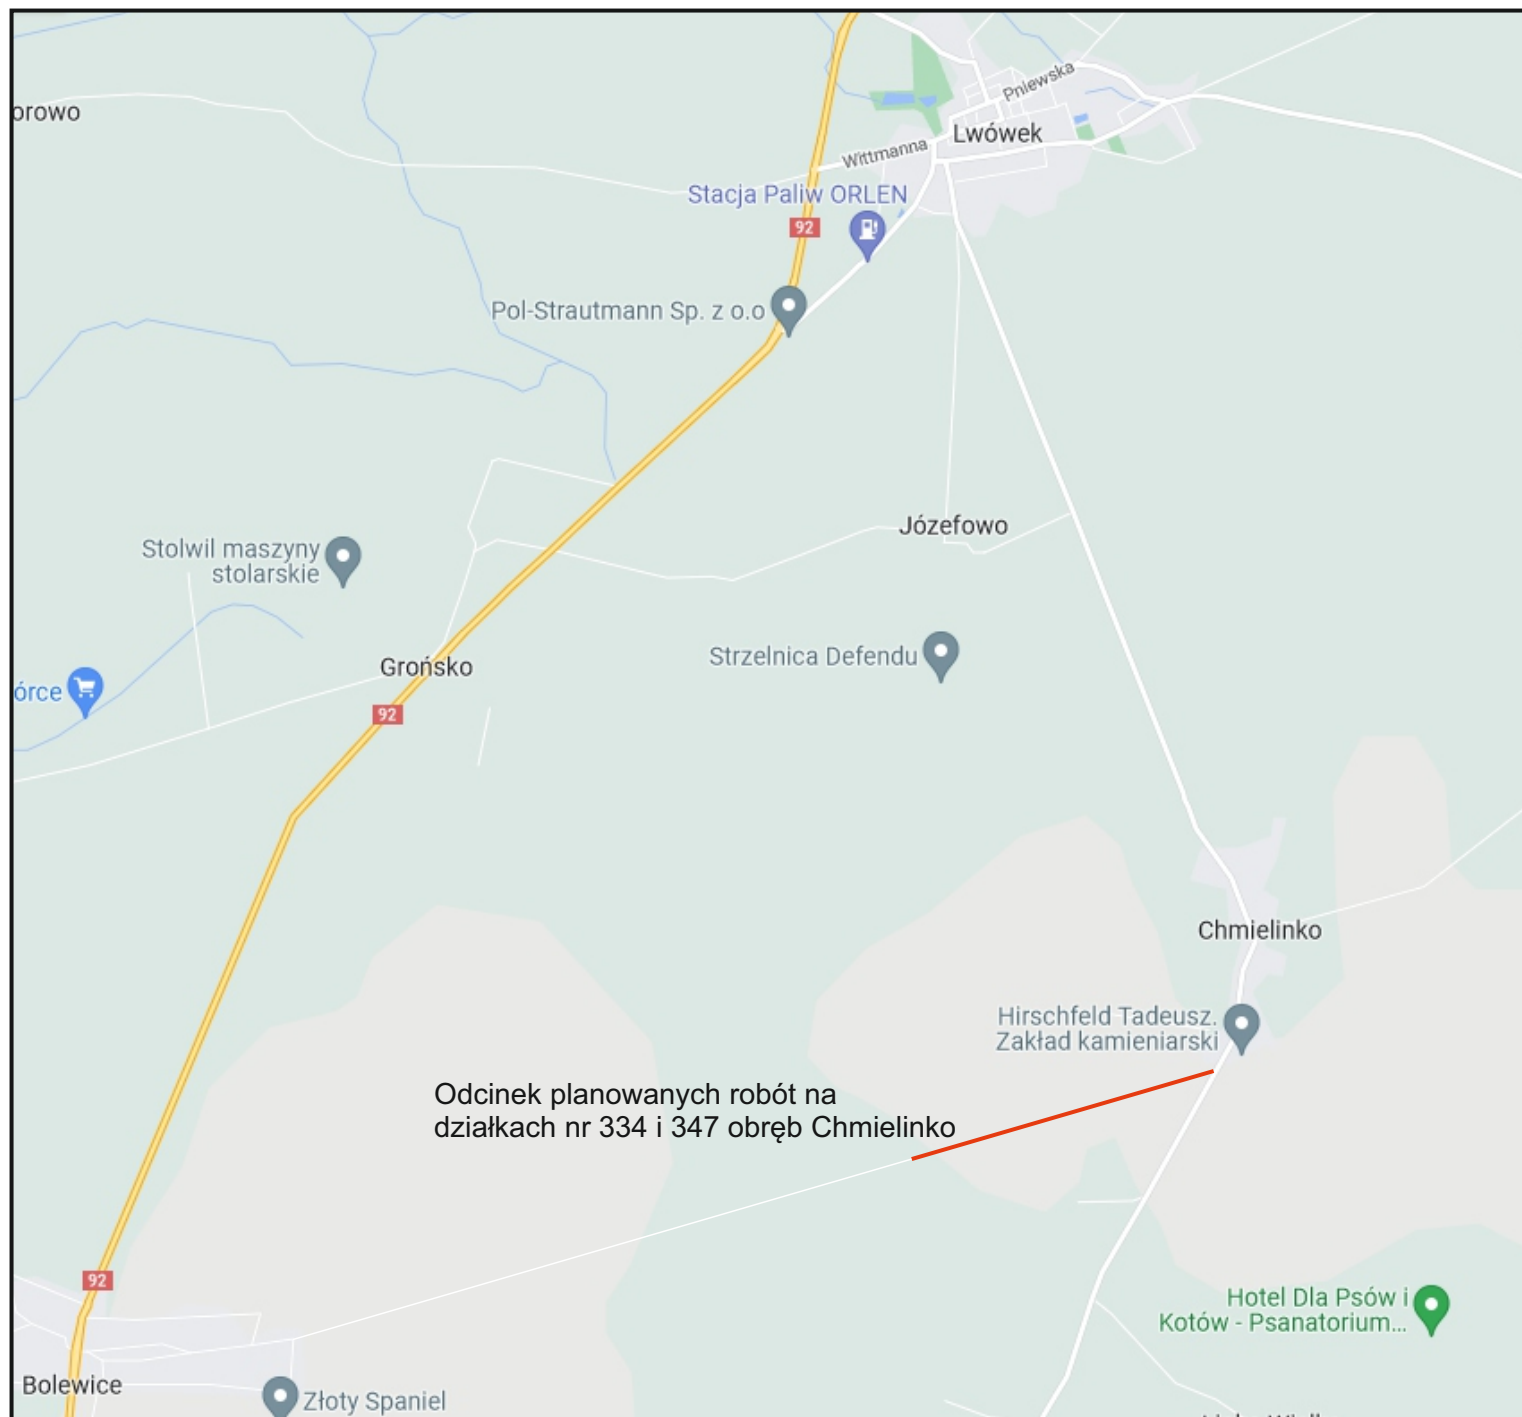 orowo
Pniewska
Lwówek
Wittmanna
Stacja Paliw ORLEN
92
Pol-Strautmann Sp. z o.o
Józefowo
Stolwil maszyny
stolarskie
Strzelnica Defendu
Grońsko
órce
92
Chmielinko
Hirschfeld Tadeusz.
Zakład kamieniarski
Odcinek planowanych robót na
działkach nr 334 i 347 obręb Chmielinko
92
Hotel Dla Psów i
Kotów - Psanatorium...
Bolewice
Złoty Spaniel